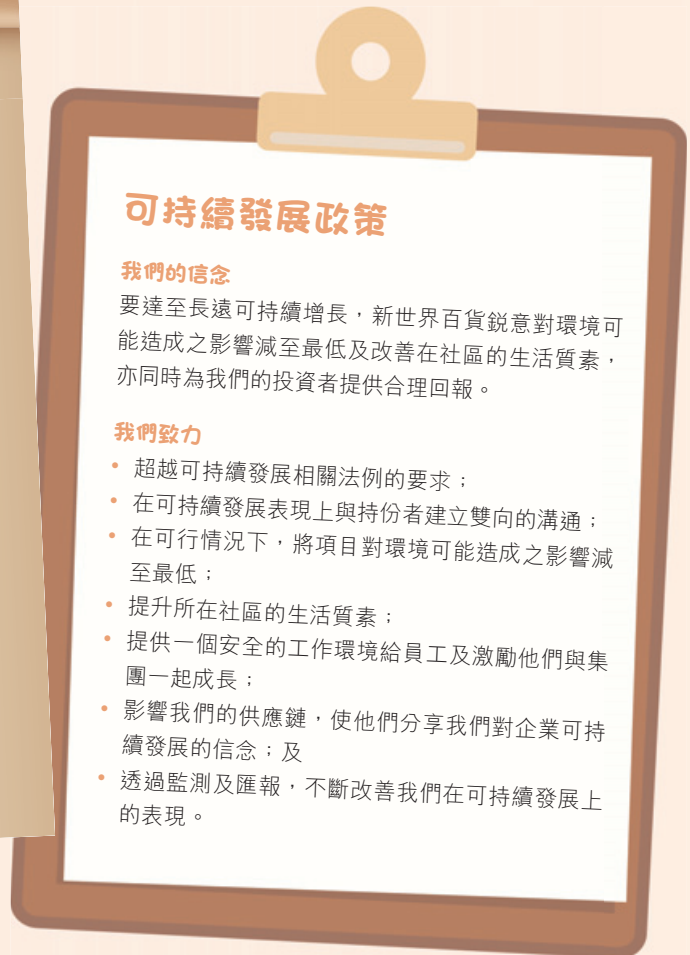 可持續發展政策
我們的信念
要達至長遠可持續增長，新世界百貨鋭意對環境可
能造成之影響減至最低及改善在社區的生活質素，
亦同時為我們的投資者提供合理回報。
我們致力
• 超越可持續發展相關法例的要求；
• 在可持續發展表現上與持份者建立雙向的溝通；
• 在可行情況下，將項目對環境可能造成之影響減
至最低；
• 提升所在社區的生活質素；
• 提供一個安全的工作環境給員工及激勵他們與集
團一起成長；
• 影響我們的供應鏈，使他們分享我們對企業可持
續發展的信念；及
• 透過監測及匯報，不斷改善我們在可持續發展上
的表現。